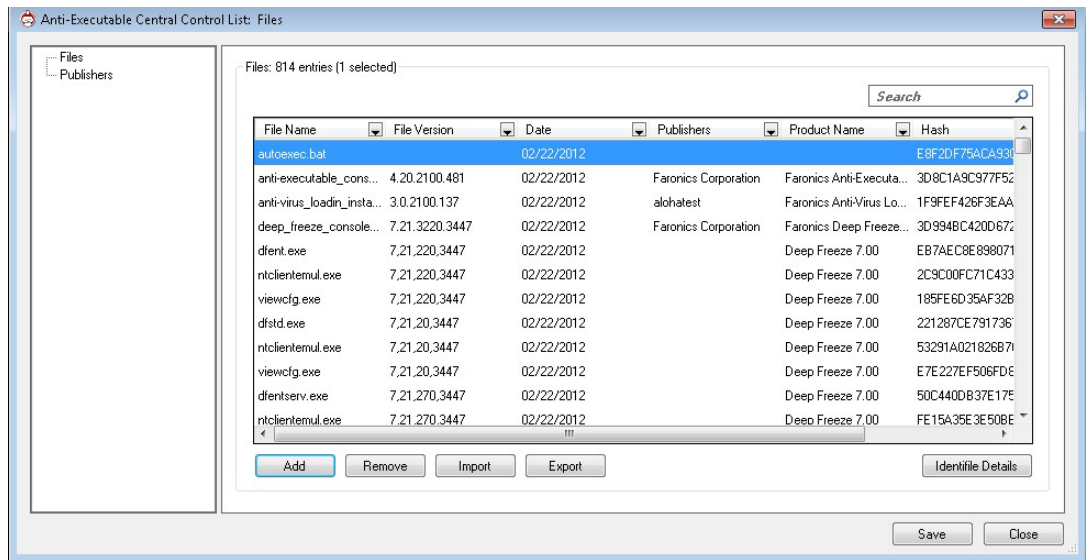 Anti-Executable Central Control List: Files
Files
Publishers
Files: 814 entries (1 selected)
Search
File Name File Version Date Publishers Product Name Hash
autoexec.bat 02/22/2012 E8F2DF75ACA930
anti-executable_cons... 4.20.2100.481 02/22/2012 Faronics Corporation Faronics Anti-Executa... 3D8C1A9C977F52
anti-virus_loadin_insta... 3.0.2100.137 02/22/2012 alohatest Faronics Anti-Virus Lo... 1F9FEF426F3EAA
deep_freeze_console... 7.21.3220.3447 02/22/2012 Faronics Corporation Faronics Deep Freeze... 3D994BC420D672
dfent.exe 7,21,220,3447 02/22/2012 Deep Freeze 7.00 EB7AEC8E898071
ntclientemul.exe 7,21,220,3447 02/22/2012 Deep Freeze 7.00 2C9C00FC71C433
viewcfg.exe 7,21,220,3447 02/22/2012 Deep Freeze 7.00 185FE6D35AF32B
dfstd.exe 7,21,20,3447 02/22/2012 Deep Freeze 7.00 221287CE791736
ntclientemul.exe 7,21,20,3447 02/22/2012 Deep Freeze 7.00 53291A021826B7
viewcfg.exe 7,21,20,3447 02/22/2012 Deep Freeze 7.00 E7E227EF506FD8
dfentserv.exe 7,21,270,3447 02/22/2012 Deep Freeze 7.00 50C440DB37E175
ntclientemul.exe 7,21,270,3447 02/22/2012 Deep Freeze 7.00 FE15A35E3E50BE
Add Remove Import Export Identifile Details
Save Close